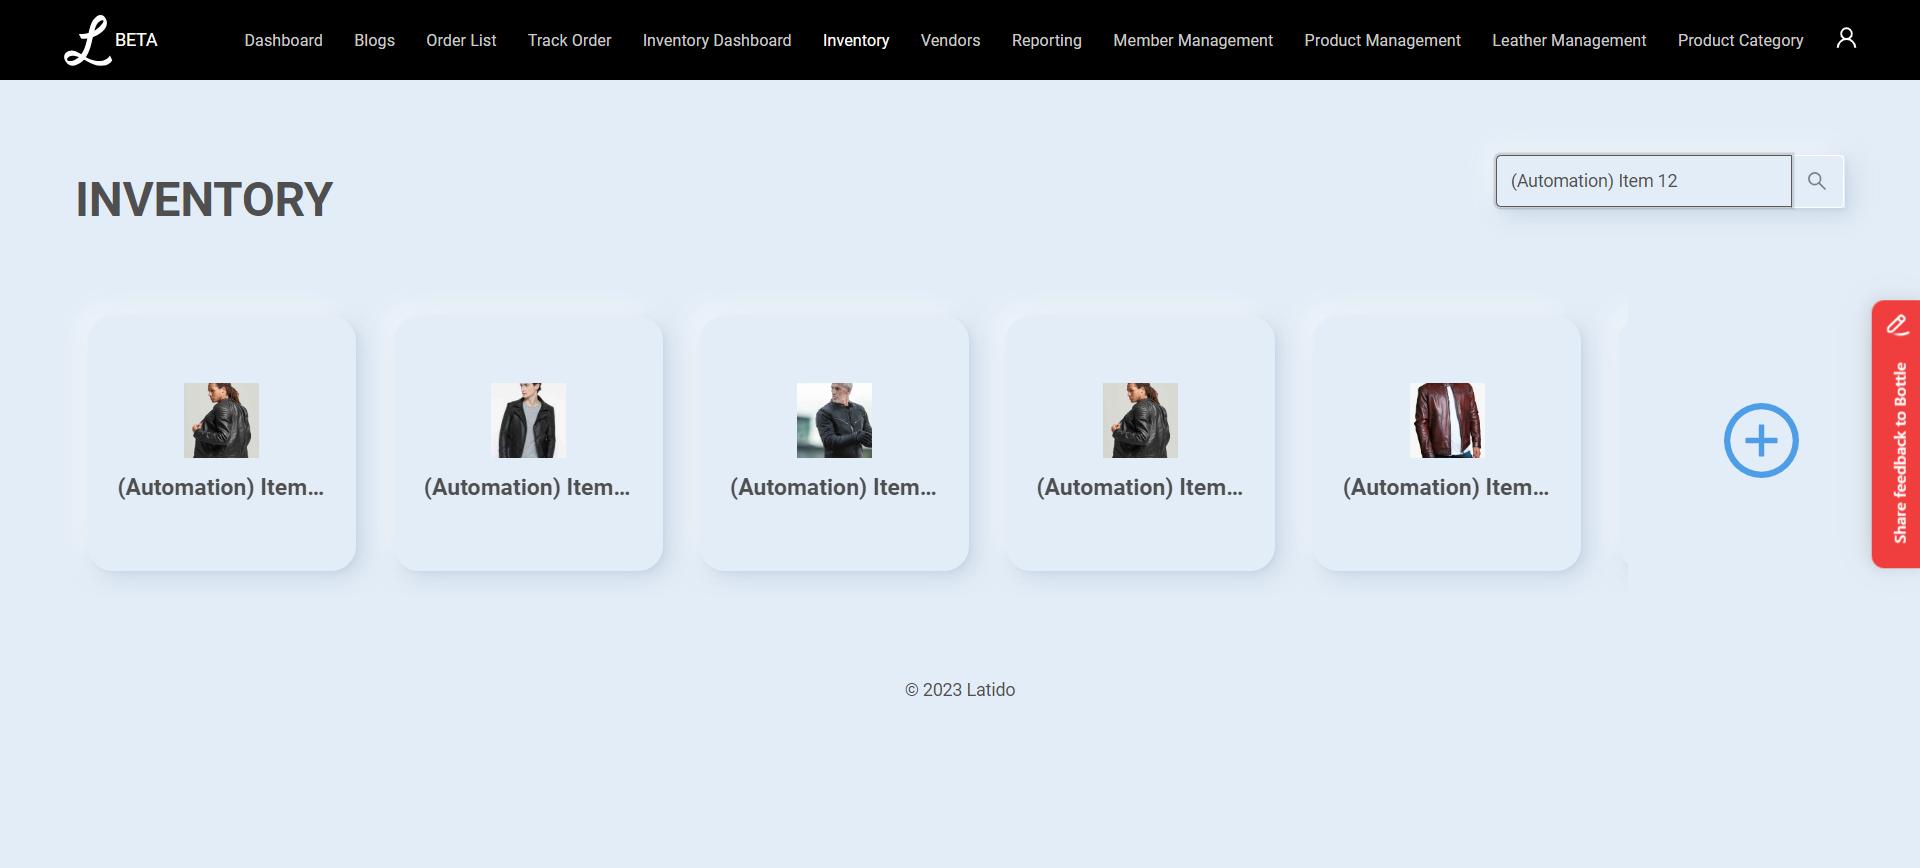 L BETA Dashboard Blogs Order List Track Order Inventory Dashboard Inventory Vendors Reporting Member Management Product Management Leather Management Product Category
INVENTORY
(Automation) Item 12
(Automation) Item... (Automation) Item... (Automation) Item... (Automation) Item... (Automation) Item...
Share feedback to Bottle
© 2023 Latido